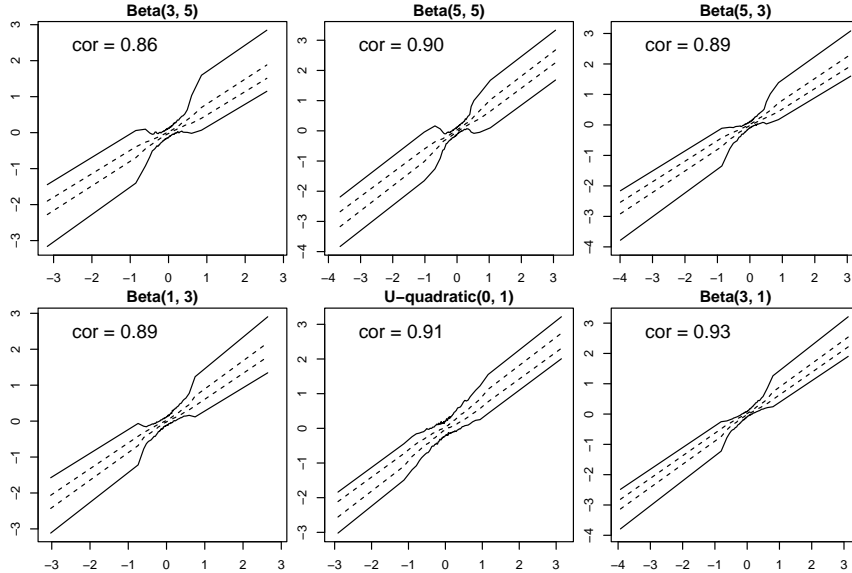 Beta(3, 5)
cor = 0.86
3
2
1
0
−1
−2
−3
−3 −2 −1 0 1 2 3
Beta(5, 5)
cor = 0.90
3
2
1
0
−1
−2
−3
−4
−4 −3 −2 −1 0 1 2 3
Beta(5, 3)
cor = 0.89
3
2
1
0
−1
−2
−3
−4
−4 −3 −2 −1 0 1 2 3
Beta(1, 3)
cor = 0.89
3
2
1
0
−1
−2
−3
−3 −2 −1 0 1 2 3
U−quadratic(0, 1)
cor = 0.91
3
2
1
0
−1
−2
−3
−3 −2 −1 0 1 2 3
Beta(3, 1)
cor = 0.93
3
2
1
0
−1
−2
−3
−4
−4 −3 −2 −1 0 1 2 3